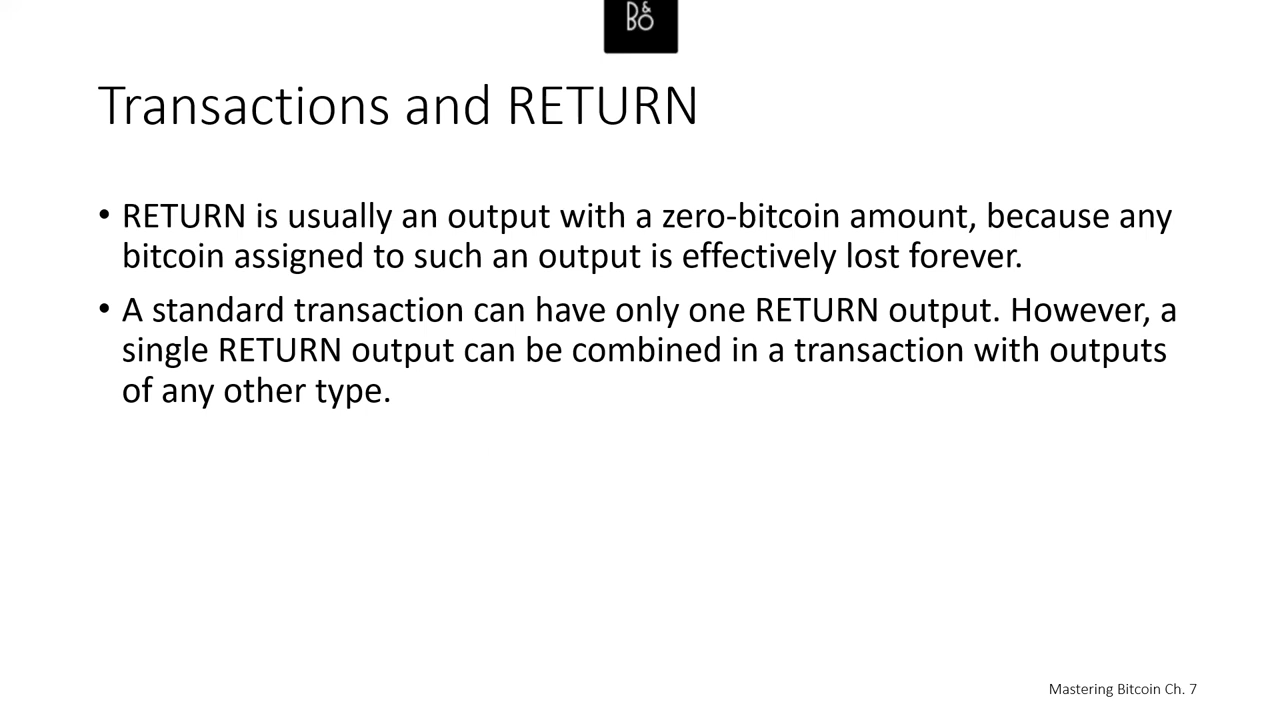 B&O
Transactions and RETURN
• RETURN is usually an output with a zero-bitcoin amount, because any
bitcoin assigned to such an output is effectively lost forever.
• A standard transaction can have only one RETURN output. However, a
single RETURN output can be combined in a transaction with outputs
of any other type.
Mastering Bitcoin Ch. 7